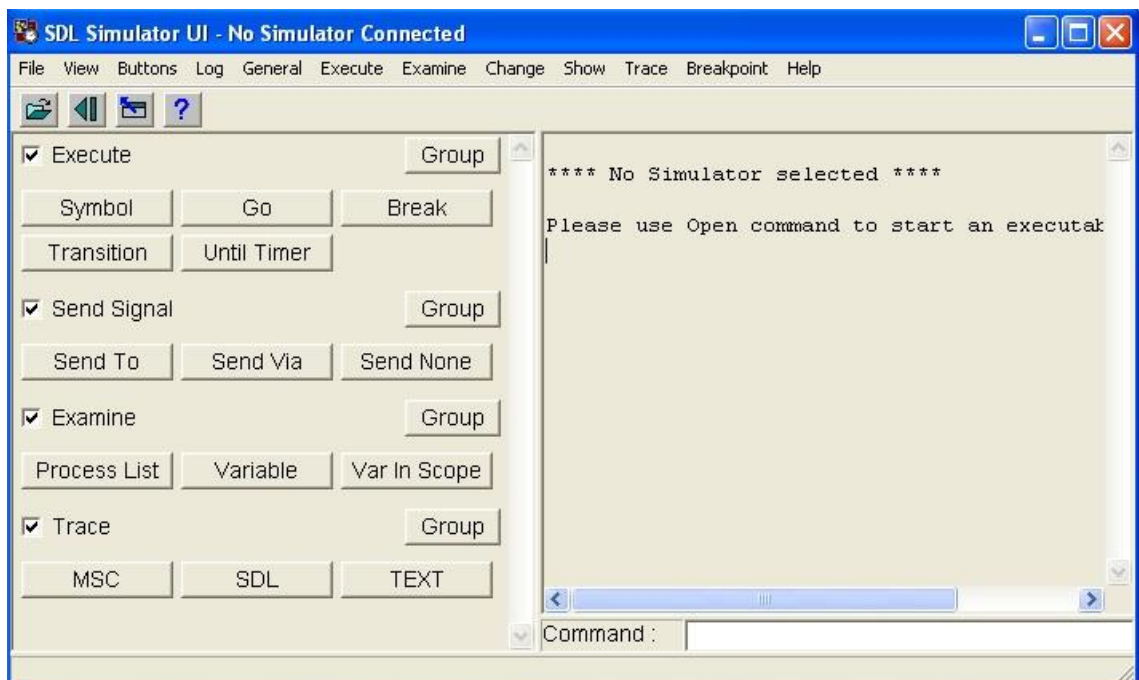 SDL Simulator UI - No Simulator Connected
File View Buttons Log General Execute Examine Change Show Trace Breakpoint Help
?
Execute Group
Symbol Go Break
Transition Until Timer
Send Signal Group
Send To Send Via Send None
Examine Group
Process List Variable Var In Scope
Trace Group
MSC SDL TEXT
**** No Simulator selected ****
Please use Open command to start an executab
Command :